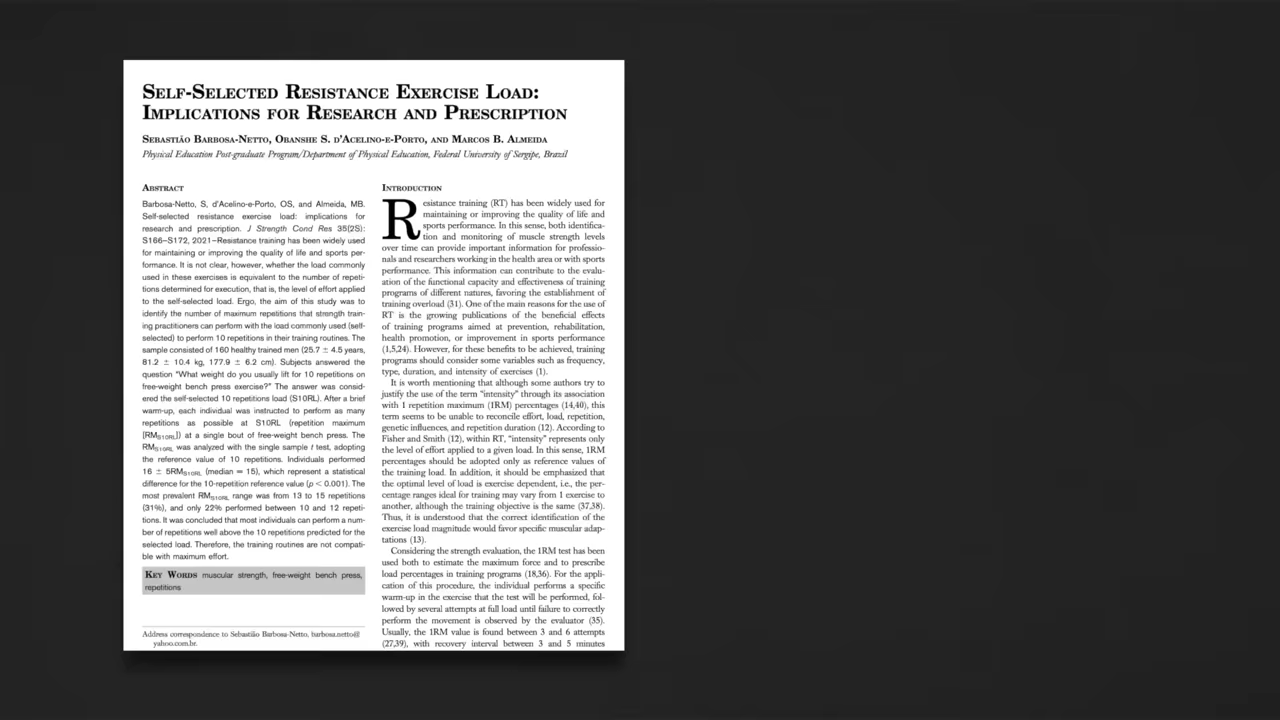 SELF-SELECTED RESISTANCE EXERCISE LOAD:
IMPLICATIONS FOR RESEARCH AND PRESCRIPTION
SEBASTIÃO BARBOSA-NETTO, OBANSHE S. D'ACELINO-E-PORTO, AND MARCOS B. ALMEIDA
Physical Education Post-graduate Program/Department of Physical Education, Federal University of Sergipe, Brazil
ABSTRACT
Barbosa-Netto, S, d'Acelino-e-Porto, OS, and Almeida, MB.
Self-selected resistance exercise load: implications for
research and prescription. J Strength Cond Res 35(2S):
S166–S172, 2021—Resistance training has been widely used
for maintaining or improving the quality of life and sports per-
formance. It is not clear, however, whether the load commonly
used in these exercises is equivalent to the number of repeti-
tions determined for execution, that is, the level of effort applied
to the self-selected load. Ergo, the aim of this study was to
identify the number of maximum repetitions that strength train-
ing practitioners can perform with the load commonly used (self-
selected) to perform 10 repetitions in their training routines. The
sample consisted of 160 healthy trained men (25.7 ± 4.5 years,
81.2 ± 10.4 kg, 177.9 ± 6.2 cm). Subjects answered the
question "What weight do you usually lift for 10 repetitions on
free-weight bench press exercise?" The answer was consid-
ered the self-selected 10 repetitions load (S10RL). After a brief
warm-up, each individual was instructed to perform as many
repetitions as possible at S10RL (repetition maximum
[RMS10RL]) at a single bout of free-weight bench press. The
RMS10RL was analyzed with the single sample t test, adopting
the reference value of 10 repetitions. Individuals performed
16 ± 5RMS10RL (median = 15), which represent a statistical
difference for the 10-repetition reference value (p < 0.001). The
most prevalent RMS10RL range was from 13 to 15 repetitions
(31%), and only 22% performed between 10 and 12 repeti-
tions. It was concluded that most individuals can perform a num-
ber of repetitions well above the 10 repetitions predicted for the
selected load. Therefore, the training routines are not compati-
ble with maximum effort.
KEY WORDS muscular strength, free-weight bench press,
repetitions
Address correspondence to Sebastião Barbosa-Netto, barbosa.netto@
yahoo.com.br.
INTRODUCTION
Resistance training (RT) has been widely used for
maintaining or improving the quality of life and
sports performance. In this sense, both identifica-
tion and monitoring of muscle strength levels
over time can provide important information for professio-
nals and researchers working in the health area or with sports
performance. This information can contribute to the evalu-
ation of the functional capacity and effectiveness of training
programs of different natures, favoring the establishment of
training overload (31). One of the main reasons for the use of
RT is the growing publications of the beneficial effects
of training programs aimed at prevention, rehabilitation,
health promotion, or improvement in sports performance
(1,5,24). However, for these benefits to be achieved, training
programs should consider some variables such as frequency,
type, duration, and intensity of exercises (1).
It is worth mentioning that although some authors try to
justify the use of the term "intensity" through its association
with 1 repetition maximum (1RM) percentages (14,40), this
term seems to be unable to reconcile effort, load, repetition,
genetic influences, and repetition duration (12). According to
Fisher and Smith (12), within RT, "intensity" represents only
the level of effort applied to a given load. In this sense, 1RM
percentages should be adopted only as reference values of
the training load. In addition, it should be emphasized that
the optimal level of load is exercise dependent, i.e., the per-
centage ranges ideal for training may vary from 1 exercise to
another, although the training objective is the same (37,38).
Thus, it is understood that the correct identification of the
exercise load magnitude would favor specific muscular adap-
tations (13).
Considering the strength evaluation, the 1RM test has been
used both to estimate the maximum force and to prescribe
load percentages in training programs (18,36). For the appli-
cation of this procedure, the individual performs a specific
warm-up in the exercise that the test will be performed, fol-
lowed by several attempts at full load until failure to correctly
perform the movement is observed by the evaluator (35).
Usually, the 1RM value is found between 3 and 6 attempts
(27,39), with recovery interval between 3 and 5 minutes